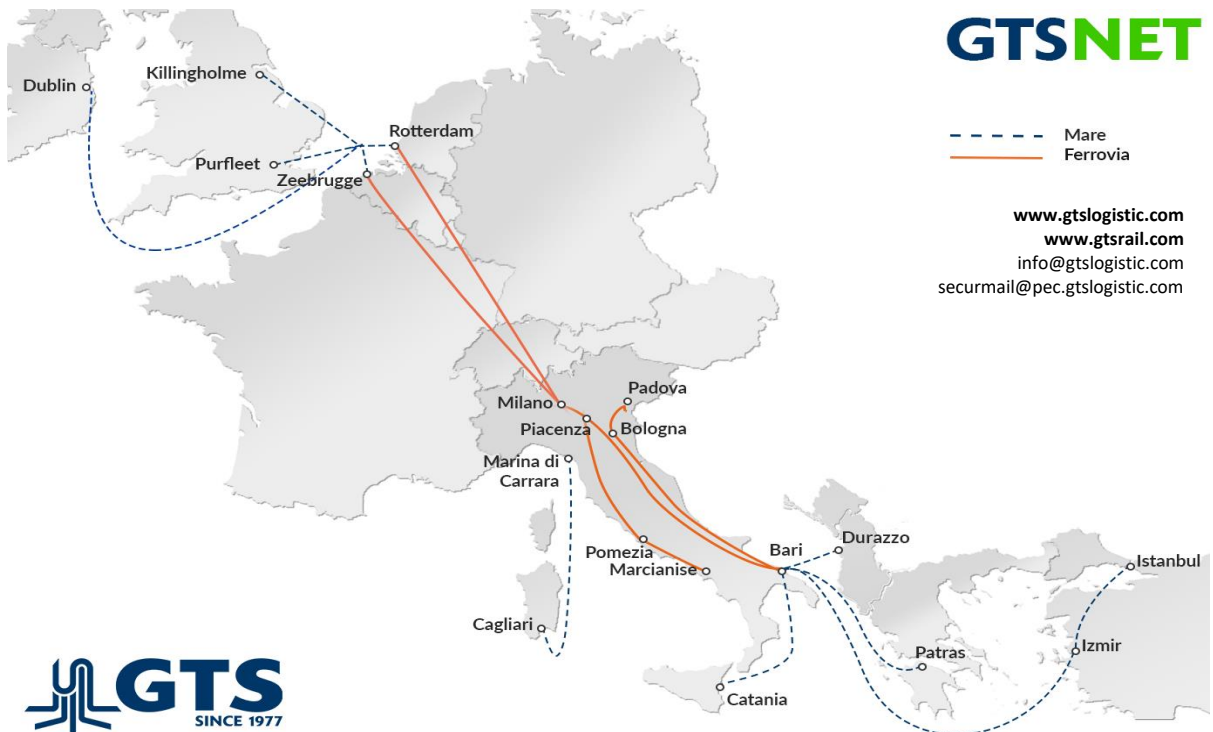 GTSNET
Mare
Ferrovia
www.gtslogistic.com
www.gtsrail.com
info@gtslogistic.com
securmail@pec.gtslogistic.com
Killingholme
Dublin
Rotterdam
Purfleet
Zeebrugge
Padova
Milano
Piacenza
Bologna
Marina di
Carrara
Durazzo
Bari
Pomezia
Marcianise
Istanbul
Cagliari
Izmir
Patras
Catania
GTS
SINCE 1977